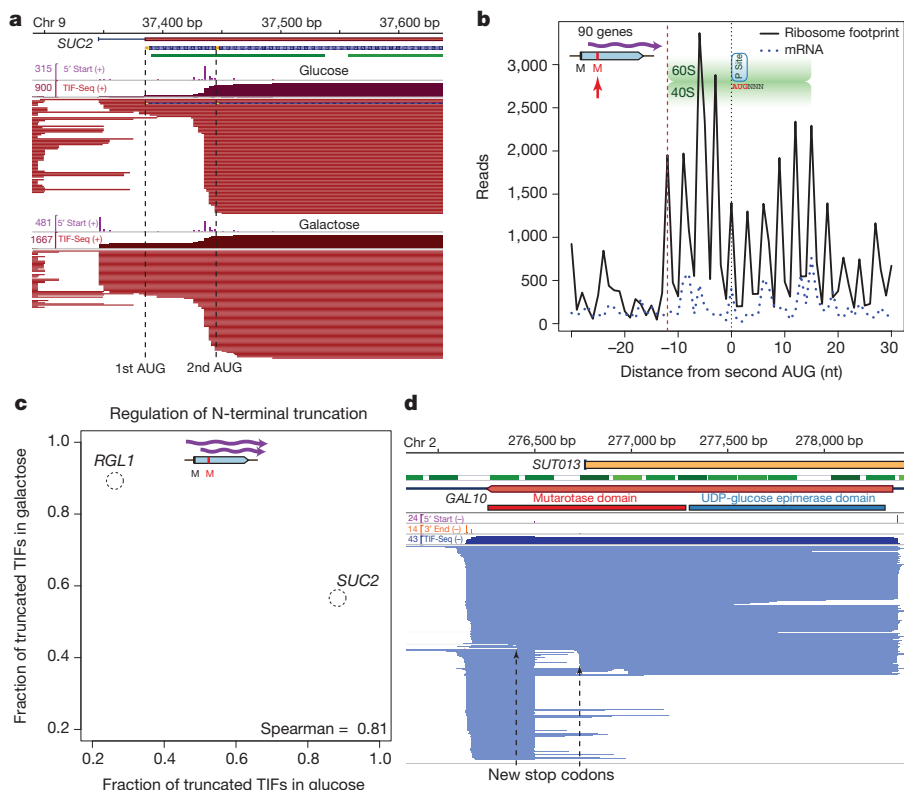 a
Chr 9 37,400 bp 37,500 bp 37,600 bp
SUC2
315 5′ Start (+) Glucose
900 TIF-Seq (+)
481 5′ Start (+) Galactose
1667 TIF-Seq (+)
1st AUG 2nd AUG
b
90 genes
M M
Ribosome footprint
mRNA
60S
40S
P Site
AUGNNN
Reads
3,000
2,500
2,000
1,500
1,000
500
0
−20 −10 0 10 20 30
Distance from second AUG (nt)
c
Regulation of N-terminal truncation
RGL1
M M
SUC2
Spearman = 0.81
Fraction of truncated TIFs in galactose
1.0
0.8
0.6
0.4
0.2
0.2 0.4 0.6 0.8 1.0
Fraction of truncated TIFs in glucose
d
Chr 2 276,500 bp 277,000 bp 277,500 bp 278,000 bp
SUT013
GAL10
Mutarotase domain UDP-glucose epimerase domain
24 5′ Start (−)
14 3′ End (−)
43 TIF-Seq (−)
New stop codons